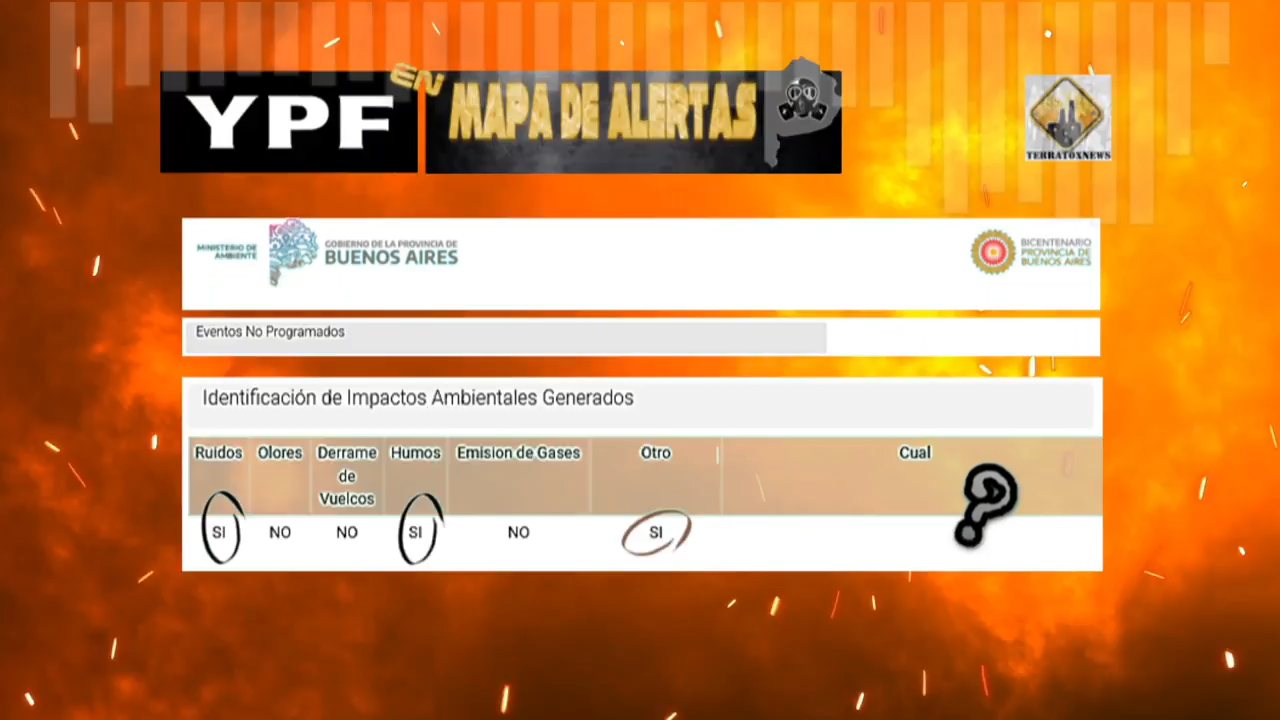 YPF
EN
MAPA DE ALERTAS
TERRATOXNEWS
MINISTERIO DE
AMBIENTE
GOBIERNO DE LA PROVINCIA DE
BUENOS AIRES
BICENTENARIO
PROVINCIA DE
BUENOS AIRES
Eventos No Programados
Identificación de Impactos Ambientales Generados
Ruidos Olores Derrame de Vuelcos Humos Emision de Gases Otro Cual
SI NO NO SI NO SI ?